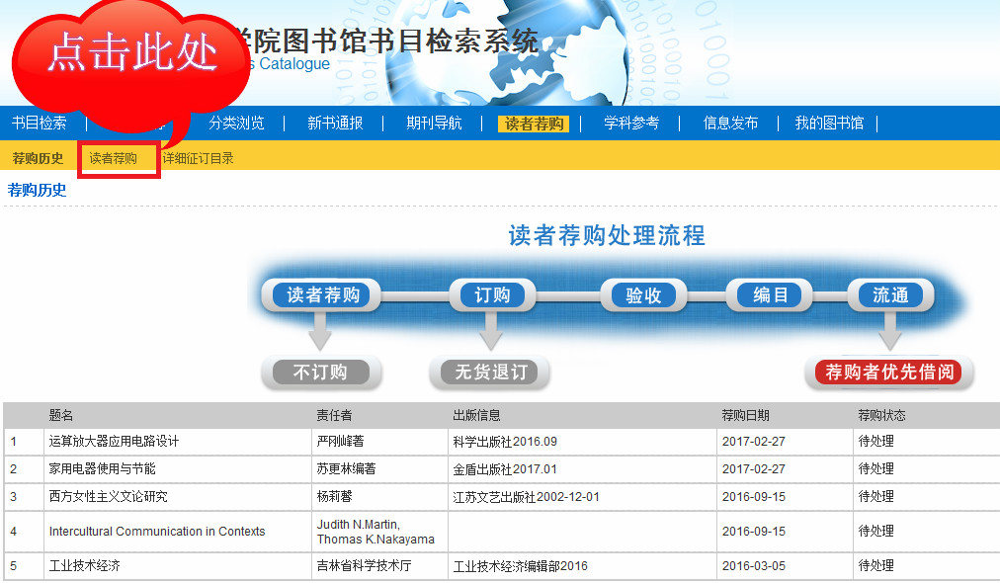 点击此处
学院图书馆书目检索系统
s Catalogue
书目检索 分类浏览 新书通报 期刊导航 读者荐购 学科参考 信息发布 我的图书馆
荐购历史 读者荐购 详细征订目录
荐购历史
读者荐购处理流程
读者荐购 订购 验收 编目 流通
不订购 无货退订 荐购者优先借阅
题名 责任者 出版信息 荐购日期 荐购状态
1 运算放大器应用电路设计 严刚峰著 科学出版社2016.09 2017-02-27 待处理
2 家用电器使用与节能 苏更林编著 金盾出版社2017.01 2017-02-27 待处理
3 西方女性主义文论研究 杨莉馨 江苏文艺出版社2002-12-01 2016-09-15 待处理
4 Intercultural Communication in Contexts Judith N.Martin, Thomas K.Nakayama 2016-09-15 待处理
5 工业技术经济 吉林省科学技术厅 工业技术经济编辑部2016 2016-03-05 待处理